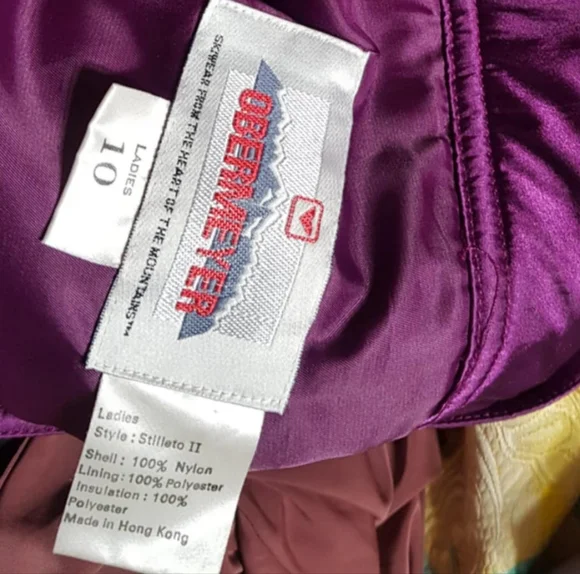 SKIWEAR FROM THE HEART OF THE MOUNTAINS™
OBERMEYER
LADIES
10
Ladies
Style : Stilleto II
Shell : 100% Nylon
Lining : 100% Polyester
Insulation : 100%
Polyester
Made in Hong Kong